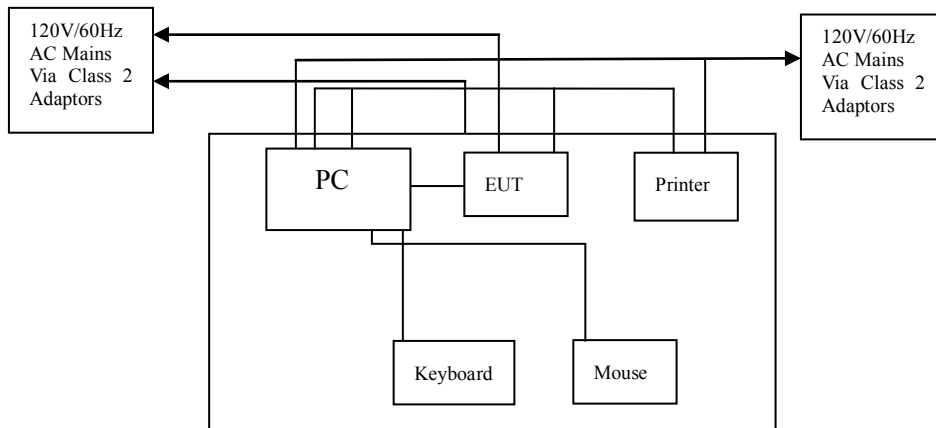 120V/60Hz
AC Mains
Via Class 2
Adaptors
120V/60Hz
AC Mains
Via Class 2
Adaptors
PC
EUT
Printer
Keyboard
Mouse